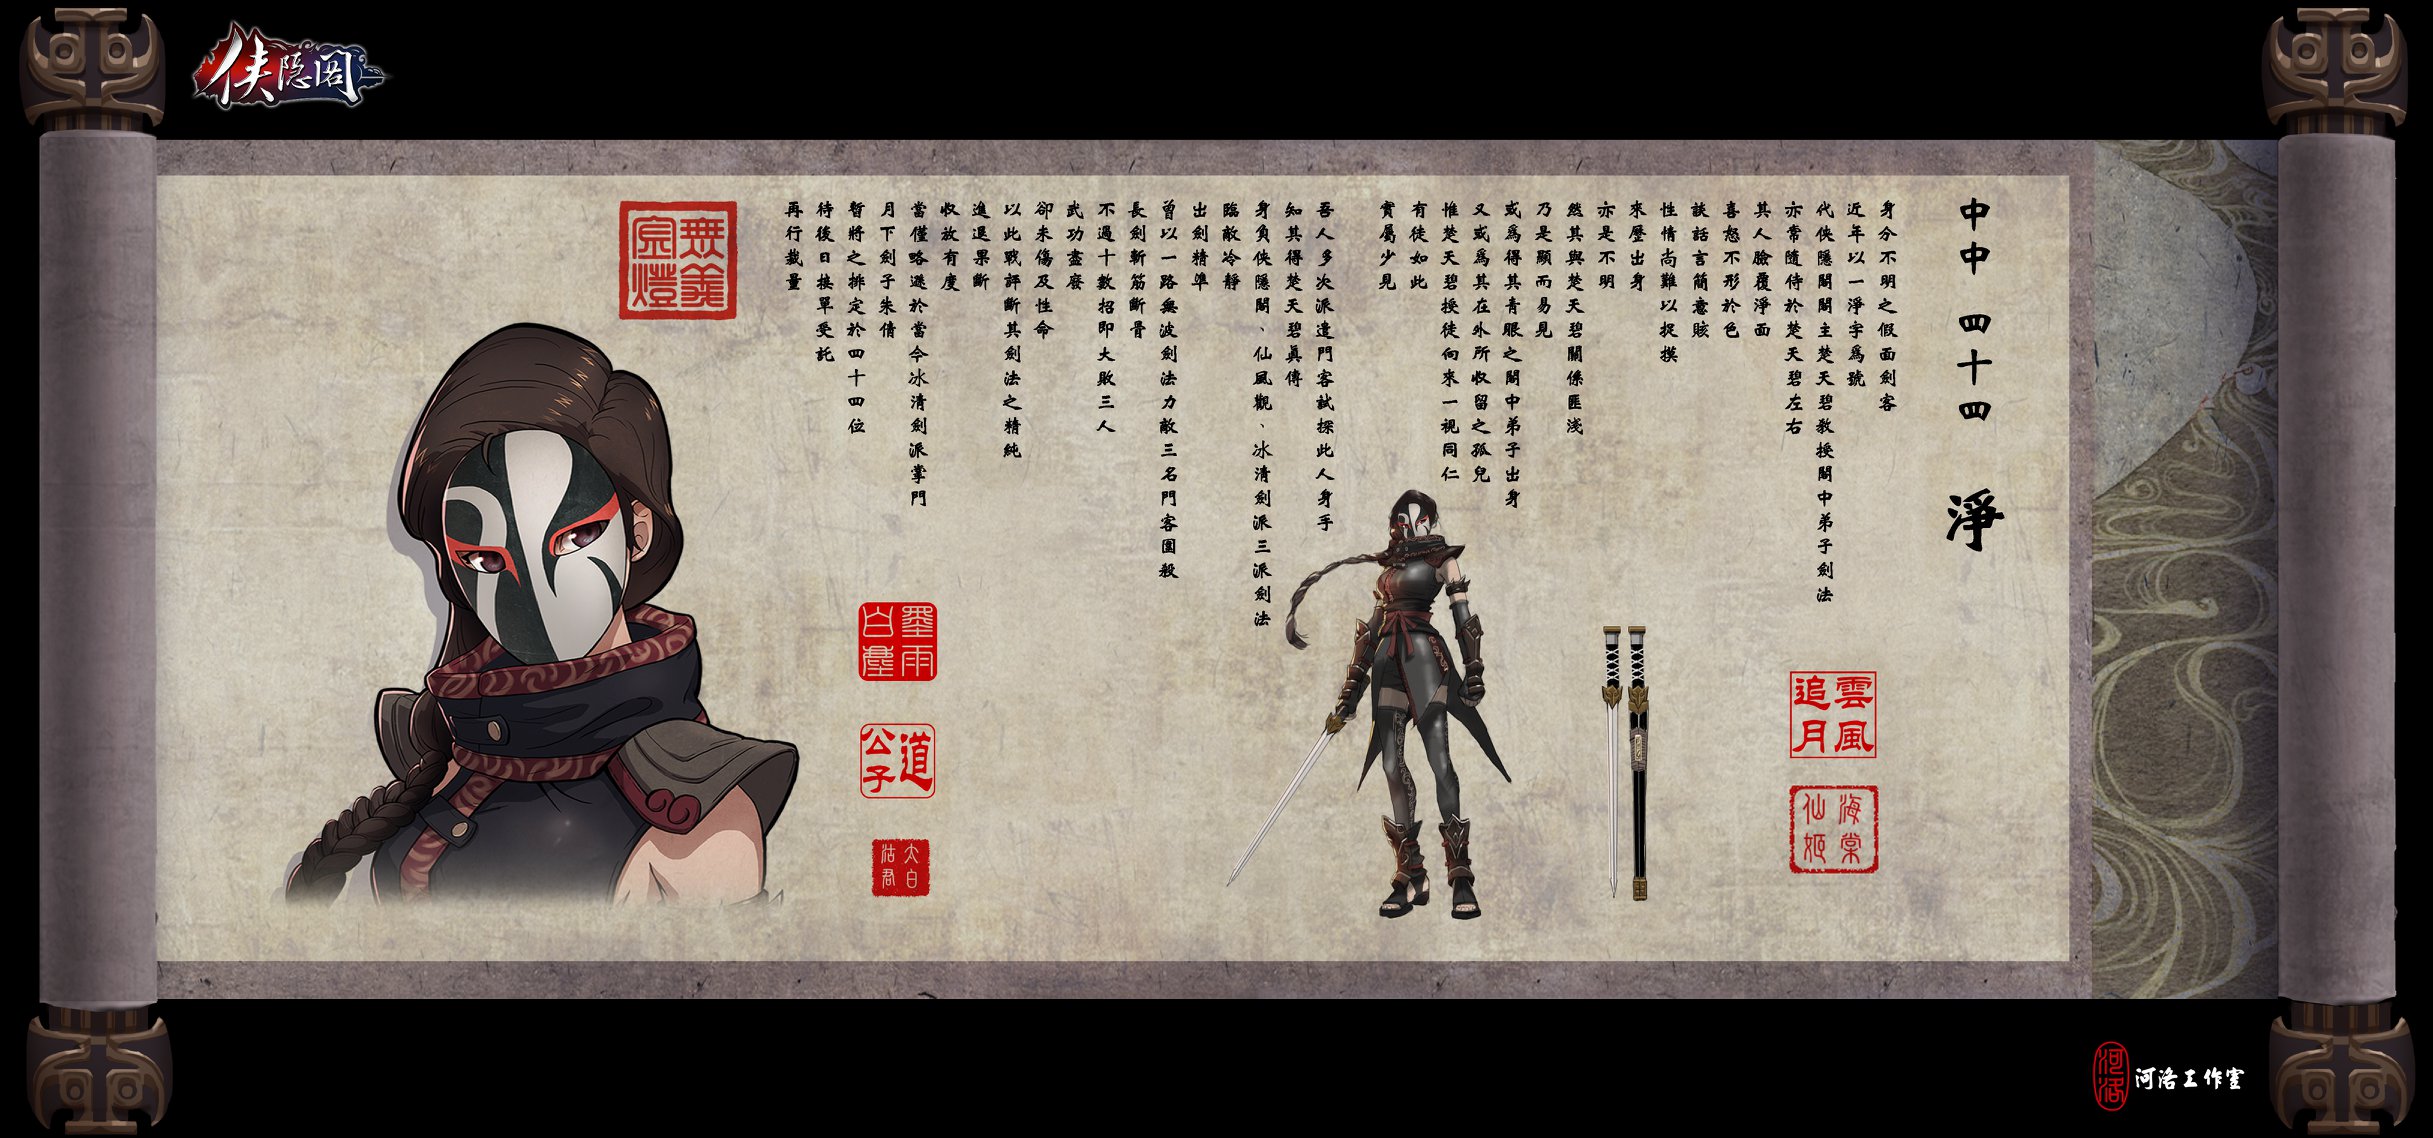 侠隐阁
中中 四十四 淨
身分不明之假面劍客
近年以一淨字爲號
代俠隱閣閣主楚天碧教授閣中弟子劍法
亦常隨侍於楚天碧左右
其人臉覆淨面
喜怒不形於色
談話言簡意賅
性情尚難以捉摸
來歷出身
亦是不明
然其與楚天碧關係匪淺
乃是顯而易見
或爲得其青眼之閣中弟子出身
又或爲其在外所收留之孤兒
惟楚天碧授徒向來一視同仁
有徒如此
實屬少見
吾人多次派遣門客試探此人身手
知其得楚天碧真傳
身負俠隱閣、仙風觀、冰清劍派三派劍法
臨敵冷靜
出劍精準
曾以一路無波劍法力敵三名門客圍殺
長劍斬筋斷骨
不過十數招即大敗三人
武功盡廢
卻未傷及性命
以此戰評斷其劍法之精純
進退果斷
收放有度
當僅略遜於當今冰清劍派掌門
月下劍子朱倩
暫將之排定於四十四位
待後日接單受託
再行裁量
雲風追月
海棠仙姬
墨雨白塵
道公子
太白沽君
河洛
河洛工作室